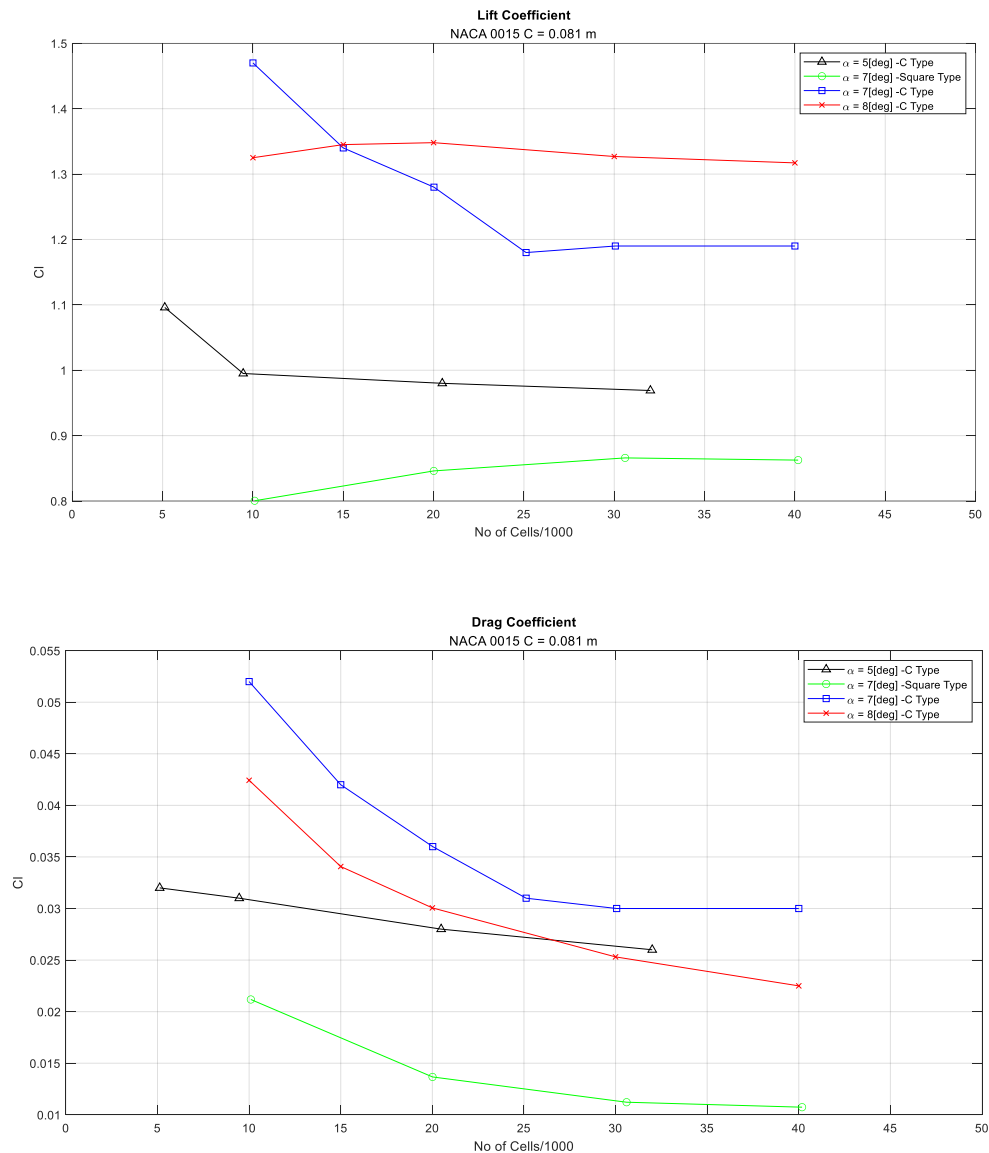 Lift Coefficient
NACA 0015 C = 0.081 m
1.5
1.4
1.3
1.2
1.1
1
0.9
0.8
Cl
α = 5[deg] -C Type
α = 7[deg] -Square Type
α = 7[deg] -C Type
α = 8[deg] -C Type
0 5 10 15 20 25 30 35 40 45 50
No of Cells/1000
Drag Coefficient
NACA 0015 C = 0.081 m
0.055
0.05
0.045
0.04
0.035
0.03
0.025
0.02
0.015
0.01
Cl
α = 5[deg] -C Type
α = 7[deg] -Square Type
α = 7[deg] -C Type
α = 8[deg] -C Type
0 5 10 15 20 25 30 35 40 45 50
No of Cells/1000